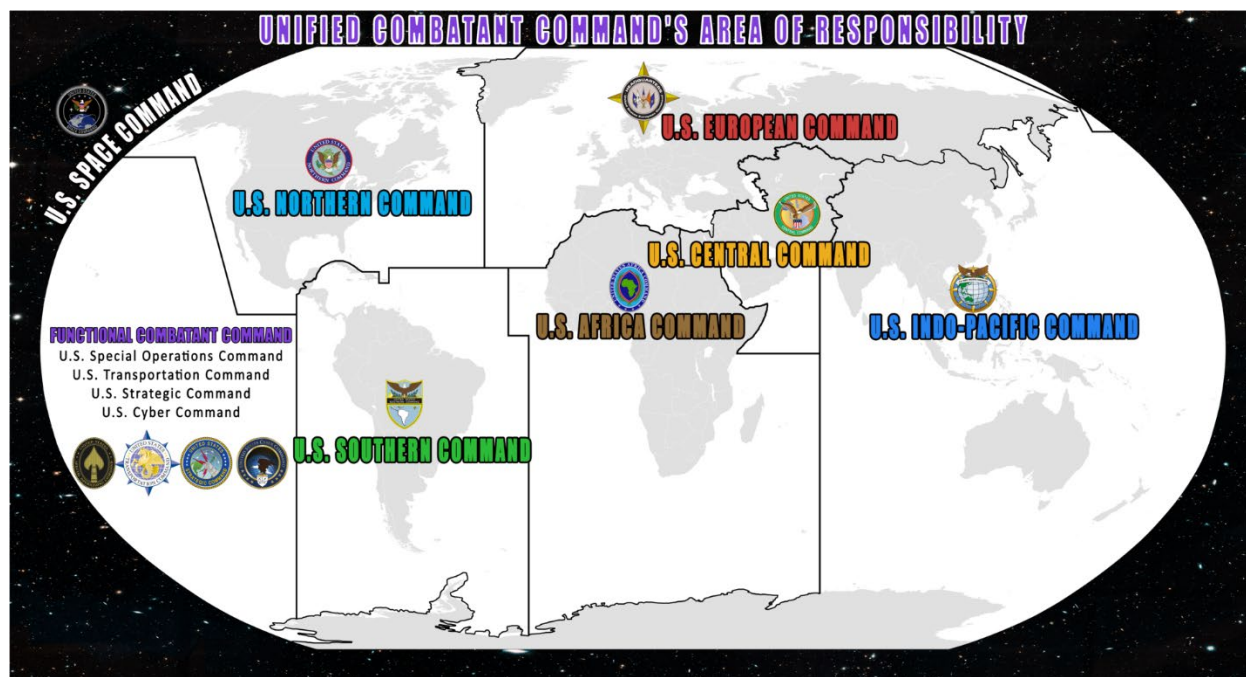 UNIFIED COMBATANT COMMAND'S AREA OF RESPONSIBILITY
U.S. SPACE COMMAND
U.S. EUROPEAN COMMAND
U.S. NORTHERN COMMAND
U.S. CENTRAL COMMAND
U.S. AFRICA COMMAND
U.S. INDO-PACIFIC COMMAND
FUNCTIONAL COMBATANT COMMAND
U.S. Special Operations Command
U.S. Transportation Command
U.S. Strategic Command
U.S. Cyber Command
U.S. SOUTHERN COMMAND